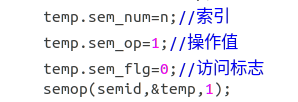 temp.sem_num=n;//索引
temp.sem_op=1;//操作值
temp.sem_flg=0;//访问标志
semop(semid,&temp,1);